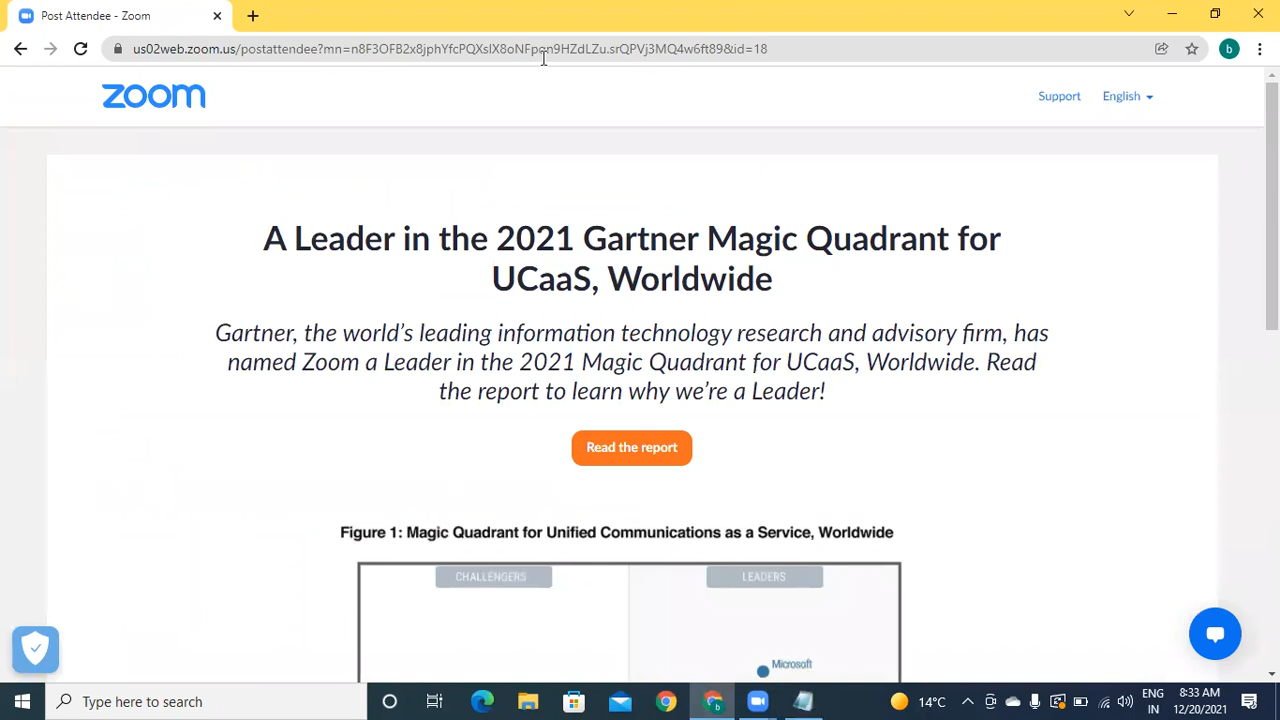 Post Attendee - Zoom
us02web.zoom.us/postattendee?mn=n8F3OFB2x8jphYfcPQXsIX8oNFpqn9HZdLZu.srQPVj3MQ4w6ft89&id=18
b
zoom
Support
English
A Leader in the 2021 Gartner Magic Quadrant for
UCaaS, Worldwide
Gartner, the world's leading information technology research and advisory firm, has
named Zoom a Leader in the 2021 Magic Quadrant for UCaaS, Worldwide. Read
the report to learn why we're a Leader!
Read the report
Figure 1: Magic Quadrant for Unified Communications as a Service, Worldwide
CHALLENGERS
LEADERS
Microsoft
Type here to search
b
14°C
ENG
IN
8:33 AM
12/20/2021